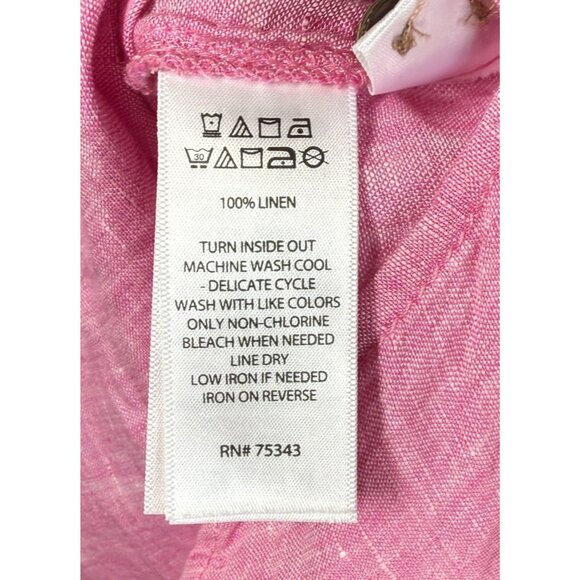 30
100% LINEN
TURN INSIDE OUT
MACHINE WASH COOL
- DELICATE CYCLE
WASH WITH LIKE COLORS
ONLY NON-CHLORINE
BLEACH WHEN NEEDED
LINE DRY
LOW IRON IF NEEDED
IRON ON REVERSE
RN# 75343